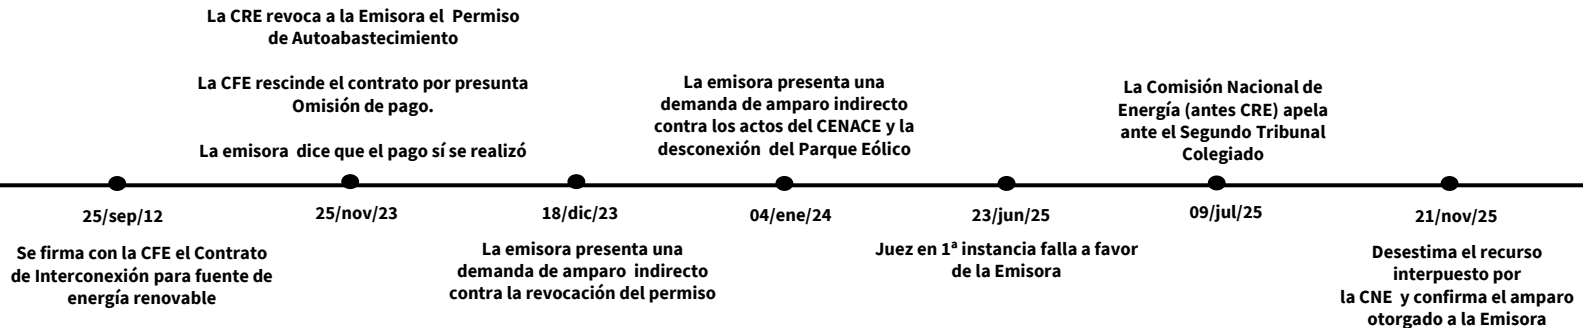 La CRE revoca a la Emisora el Permiso
de Autoabastecimiento
La CFE rescinde el contrato por presunta
Omisión de pago.
La emisora dice que el pago sí se realizó
La emisora presenta una
demanda de amparo indirecto
contra los actos del CENACE y la
desconexión del Parque Eólico
La Comisión Nacional de
Energía (antes CRE) apela
ante el Segundo Tribunal
Colegiado
25/sep/12
25/nov/23
18/dic/23
04/ene/24
23/jun/25
09/jul/25
21/nov/25
Se firma con la CFE el Contrato
de Interconexión para fuente de
energía renovable
La emisora presenta una
demanda de amparo indirecto
contra la revocación del permiso
Juez en 1ª instancia falla a favor
de la Emisora
Desestima el recurso
interpuesto por
la CNE y confirma el amparo
otorgado a la Emisora